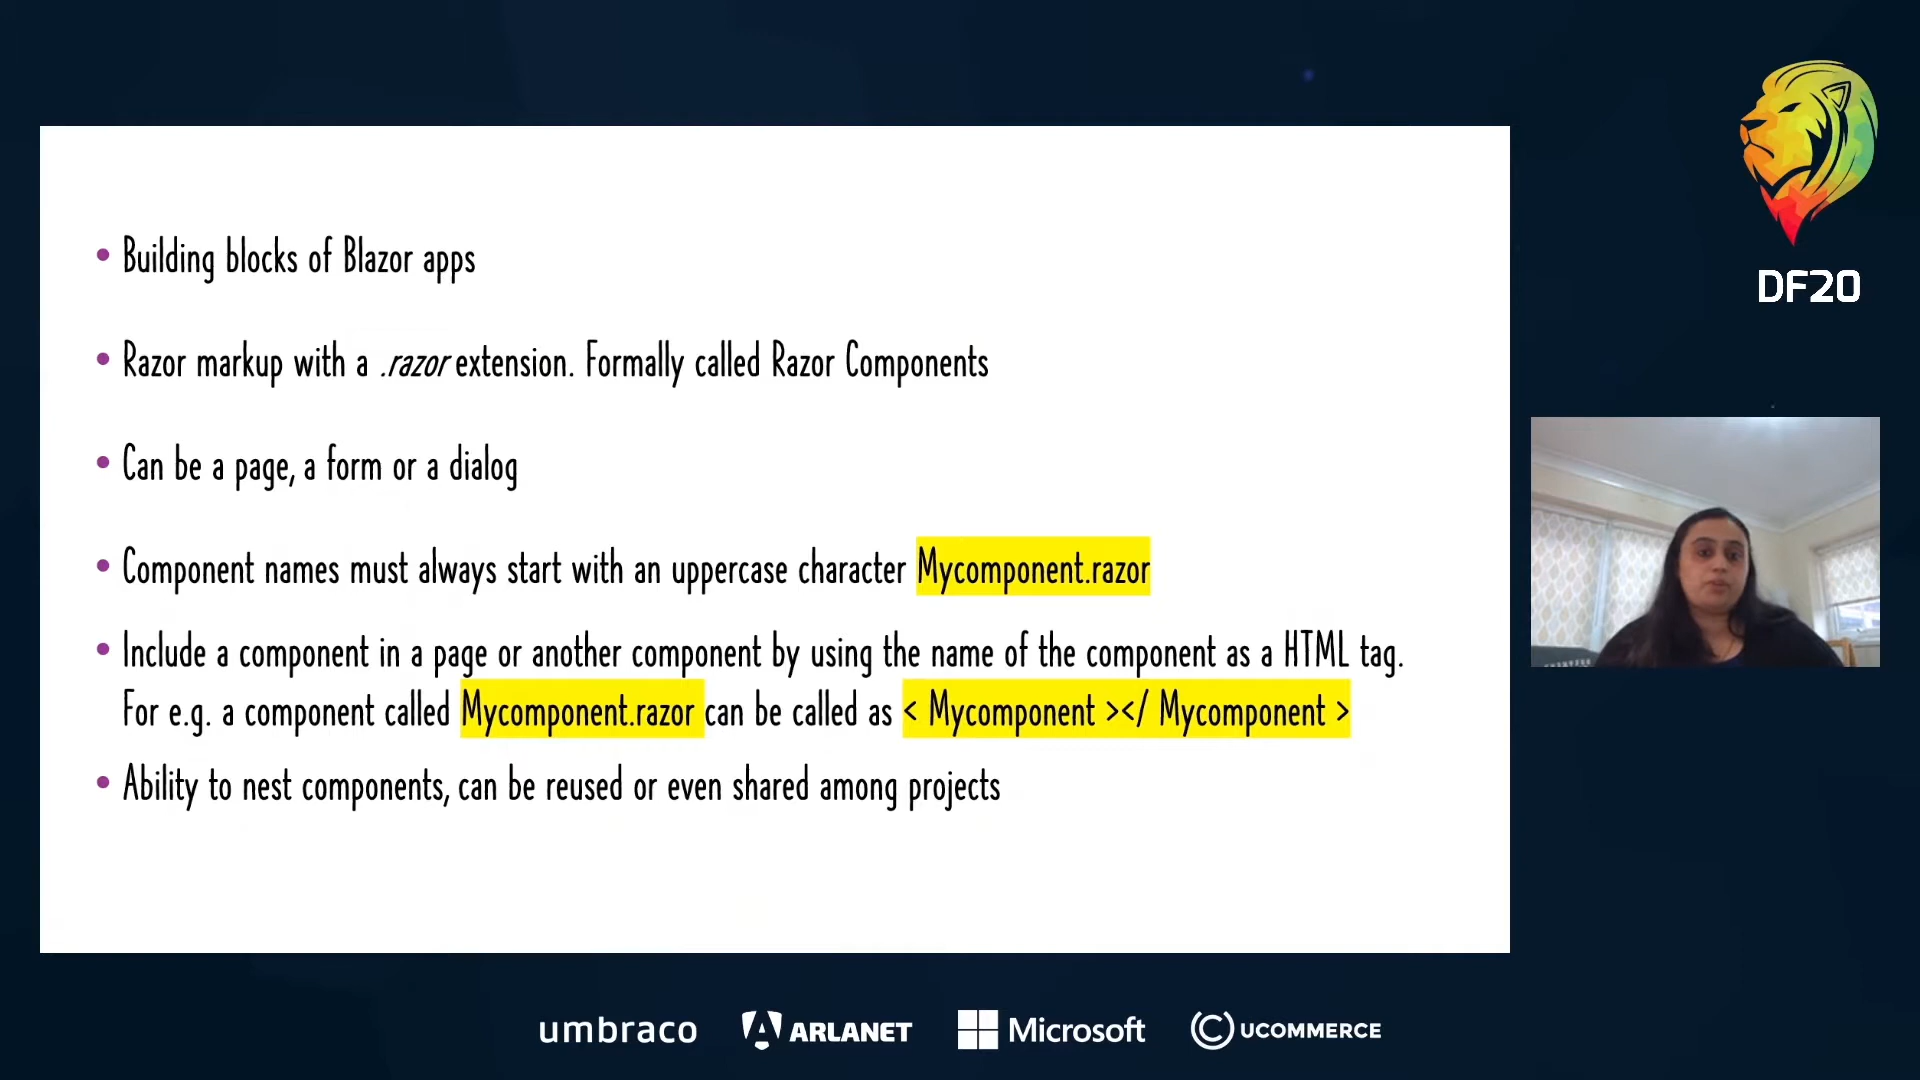 Building blocks of Blazor apps
Razor markup with a .razor extension. Formally called Razor Components
Can be a page, a form or a dialog
Component names must always start with an uppercase character Mycomponent.razor
Include a component in a page or another component by using the name of the component as a HTML tag.
For e.g. a component called Mycomponent.razor can be called as < Mycomponent ></ Mycomponent >
Ability to nest components, can be reused or even shared among projects
DF20
umbraco
ARLANET
Microsoft
UCOMMERCE